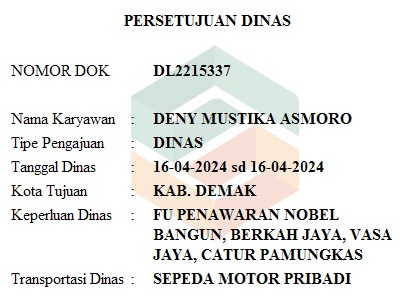 PERSETUJUAN DINAS
NOMOR DOK DL2215337
Nama Karyawan : DENY MUSTIKA ASMORO
Tipe Pengajuan : DINAS
Tanggal Dinas : 16-04-2024 sd 16-04-2024
Kota Tujuan : KAB. DEMAK
Keperluan Dinas : FU PENAWARAN NOBEL
BANGUN, BERKAH JAYA, VASA
JAYA, CATUR PAMUNGKAS
Transportasi Dinas : SEPEDA MOTOR PRIBADI